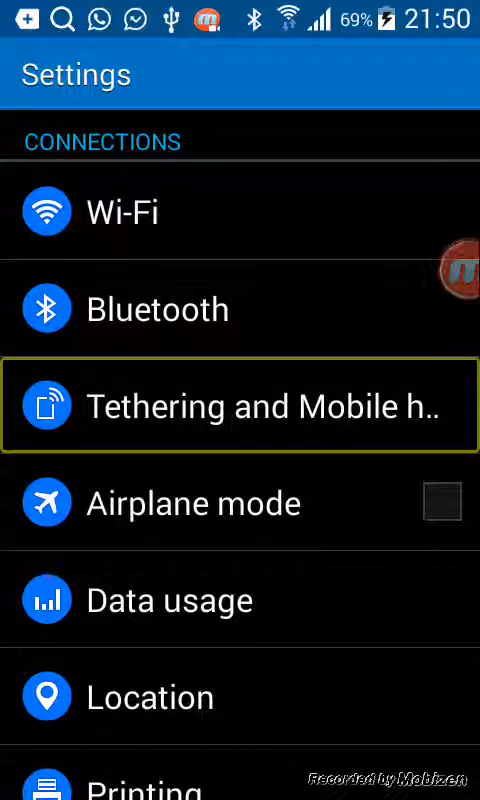 69% 21:50
Settings
CONNECTIONS
Wi-Fi
Bluetooth
Tethering and Mobile h..
Airplane mode
Data usage
Location
Printing
Recorded by Mobizen